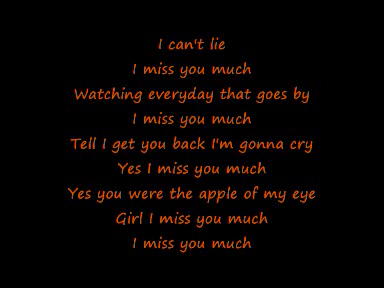 I can't lie
I miss you much
Watching everyday that goes by
I miss you much
Tell I get you back I'm gonna cry
Yes I miss you much
Yes you were the apple of my eye
Girl I miss you much
I miss you much